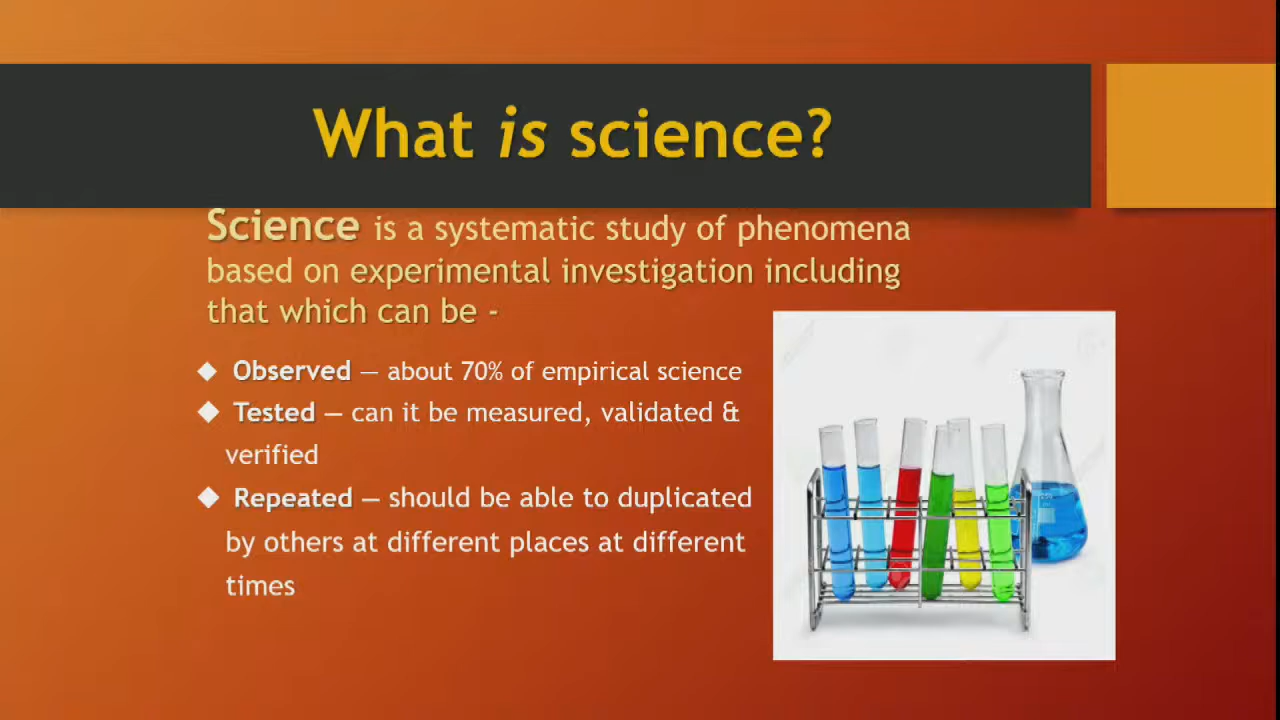 What is science?
Science is a systematic study of phenomena
based on experimental investigation including
that which can be -
◆ Observed — about 70% of empirical science
◆ Tested – can it be measured, validated &
verified
◆ Repeated – should be able to duplicated
by others at different places at different
times